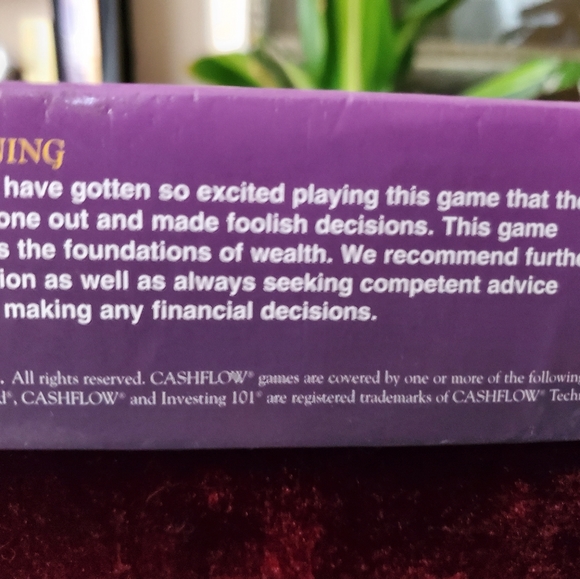 NING
have gotten so excited playing this game that the
one out and made foolish decisions. This game
s the foundations of wealth. We recommend furthe
ion as well as always seeking competent advice
making any financial decisions.
. All rights reserved. CASHFLOW® games are covered by one or more of the following
d®, CASHFLOW® and Investing 101® are registered trademarks of CASHFLOW® Techn